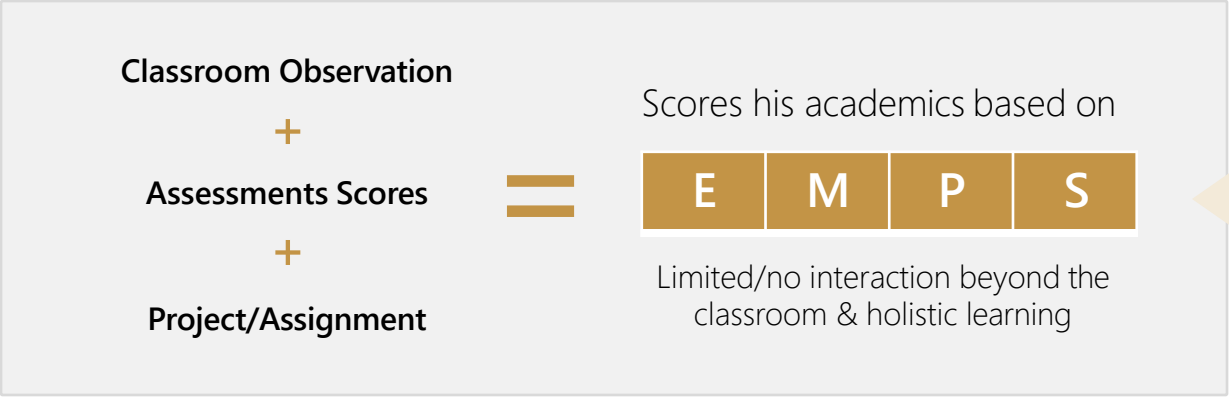 Classroom Observation
+
Assessments Scores
+
Project/Assignment
=
Scores his academics based on
E M P S
Limited/no interaction beyond the
classroom & holistic learning